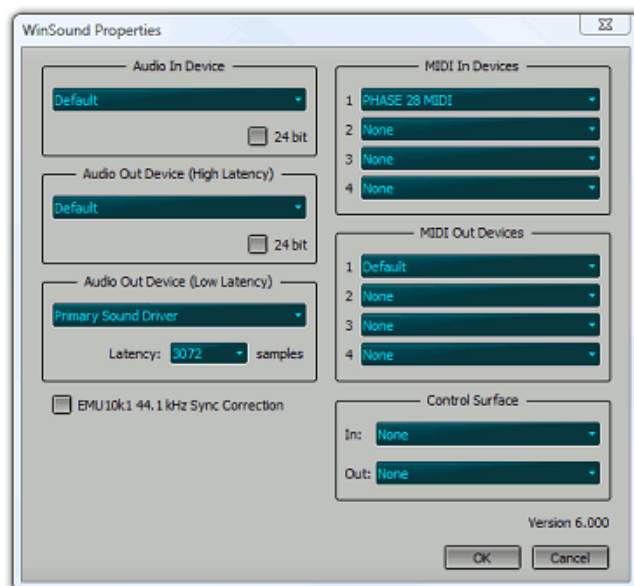 WinSound Properties
Audio In Device
Default
24 bit
Audio Out Device (High Latency)
Default
24 bit
Audio Out Device (Low Latency)
Primary Sound Driver
Latency: 3072 samples
EMU10k1 44.1 kHz Sync Correction
MIDI In Devices
1 PHASE 28 MIDI
2 None
3 None
4 None
MIDI Out Devices
1 Default
2 None
3 None
4 None
Control Surface
In: None
Out: None
Version 6.000
OK Cancel